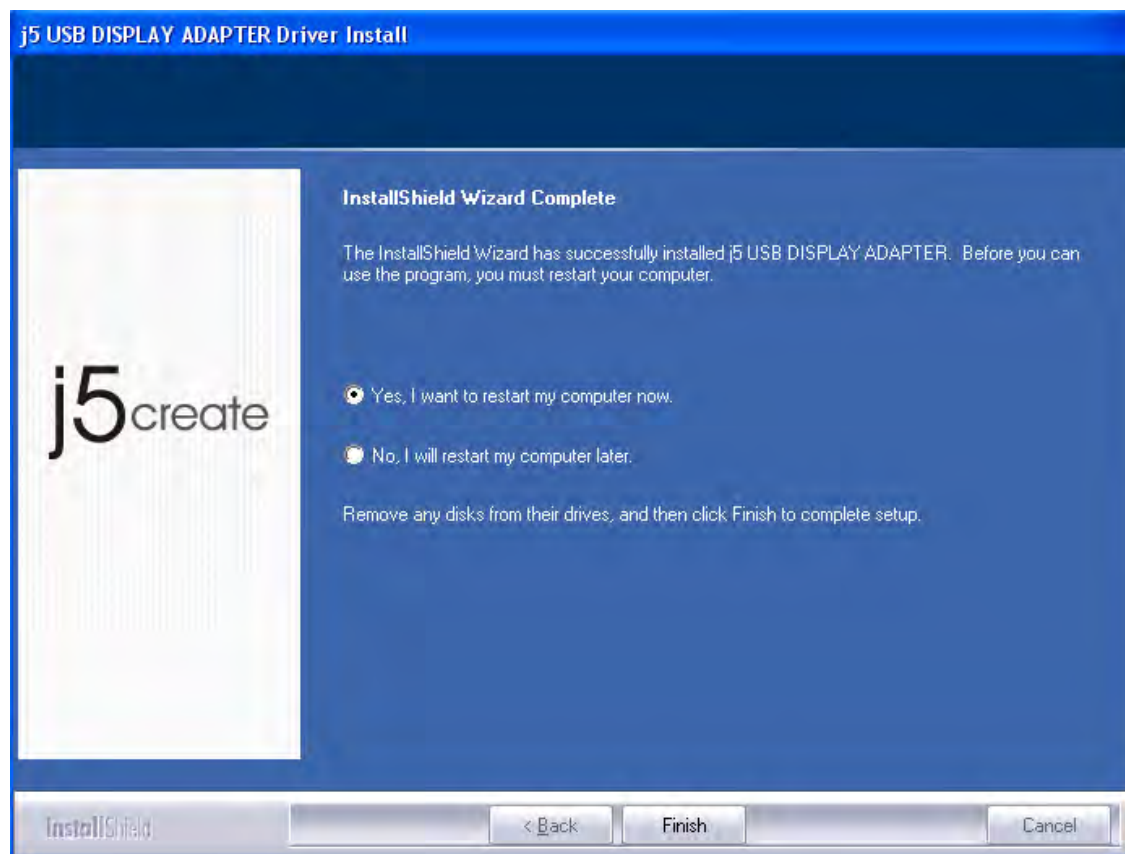 j5 USB DISPLAY ADAPTER Driver Install
InstallShield Wizard Complete
The InstallShield Wizard has successfully installed j5 USB DISPLAY ADAPTER.  Before you can
use the program, you must restart your computer.
j5create
Yes, I want to restart my computer now.
No, I will restart my computer later.
Remove any disks from their drives, and then click Finish to complete setup.
InstallShield
< Back
Finish
Cancel